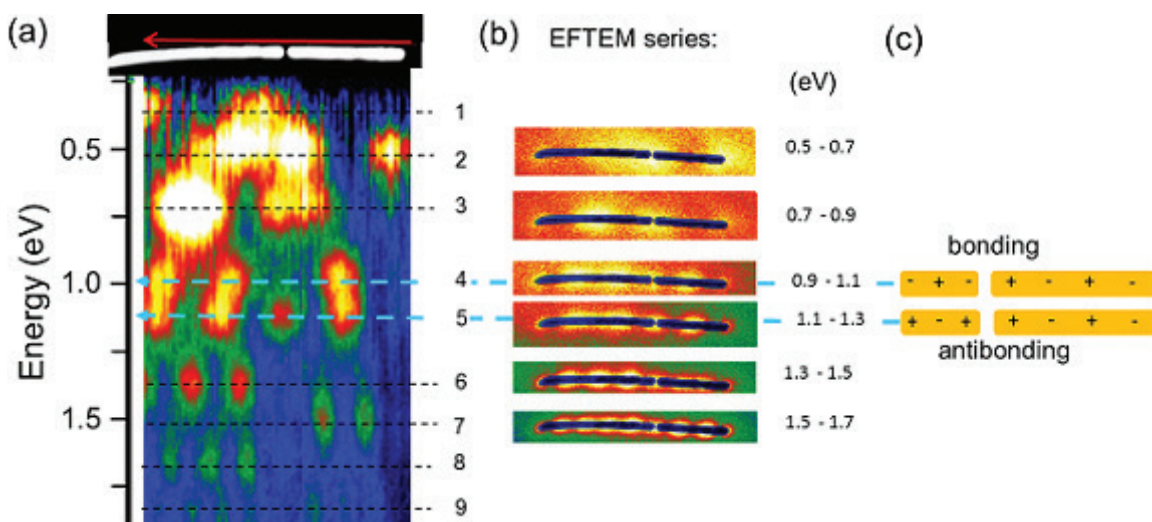 (a)
Energy (eV)
0.5
1.0
1.5
1
2
3
4
5
6
7
8
9
(b) EFTEM series:
(eV)
0.5 - 0.7
0.7 - 0.9
0.9 - 1.1
1.1 - 1.3
1.3 - 1.5
1.5 - 1.7
(c)
bonding
- + - + - + -
+ - + + - + -
antibonding